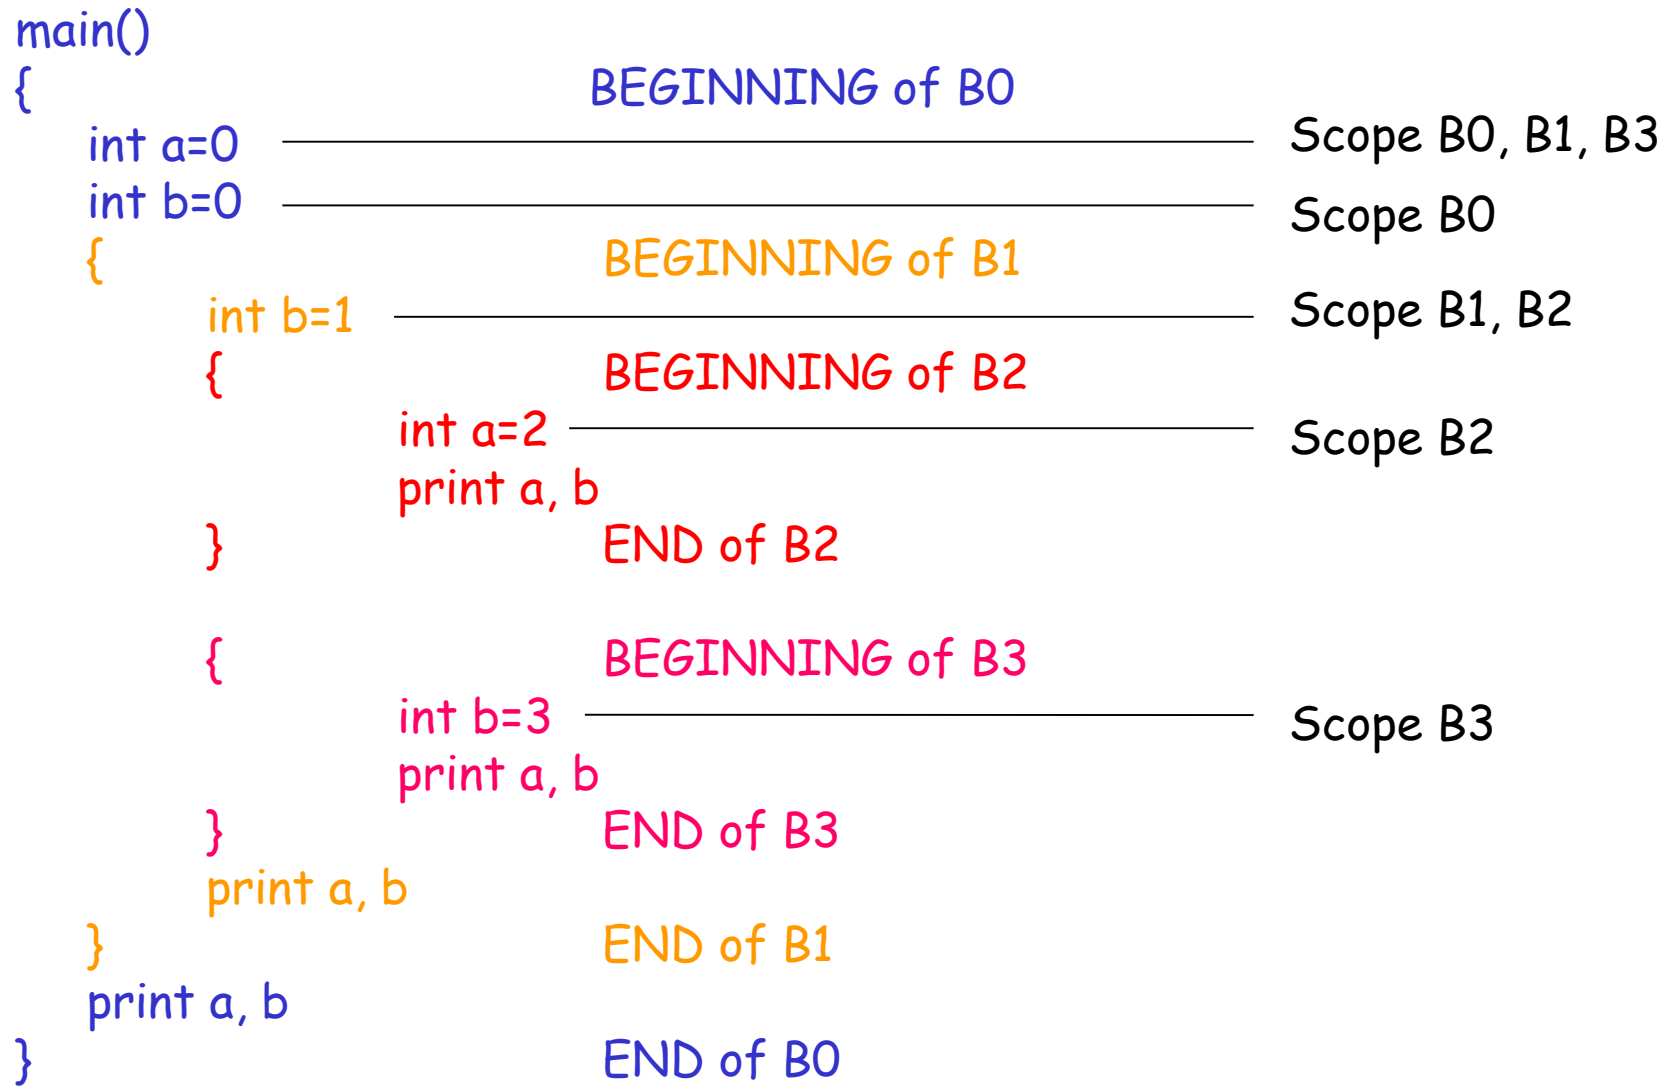 main()
{ BEGINNING of B0
int a=0 Scope B0, B1, B3
int b=0 Scope B0
{ BEGINNING of B1
int b=1 Scope B1, B2
{ BEGINNING of B2
int a=2 Scope B2
print a, b
} END of B2
{ BEGINNING of B3
int b=3 Scope B3
print a, b
} END of B3
print a, b
} END of B1
print a, b
} END of B0